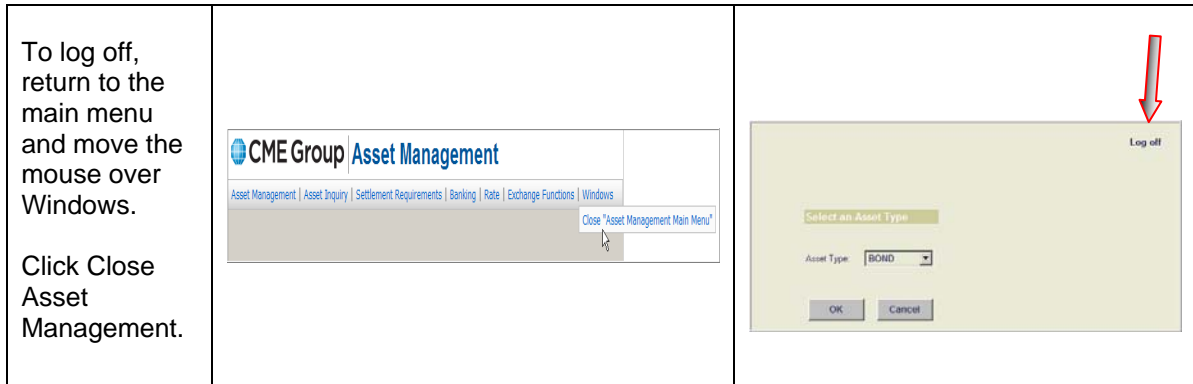 To log off,
return to the
main menu
and move the
mouse over
Windows.
Click Close
Asset
Management.
CME Group Asset Management
Asset Management | Asset Inquiry | Settlement Requirements | Banking | Rate | Exchange Functions | Windows
Close "Asset Management Main Menu"
Log off
Select an Asset Type
Asset Type: BOND
OK Cancel